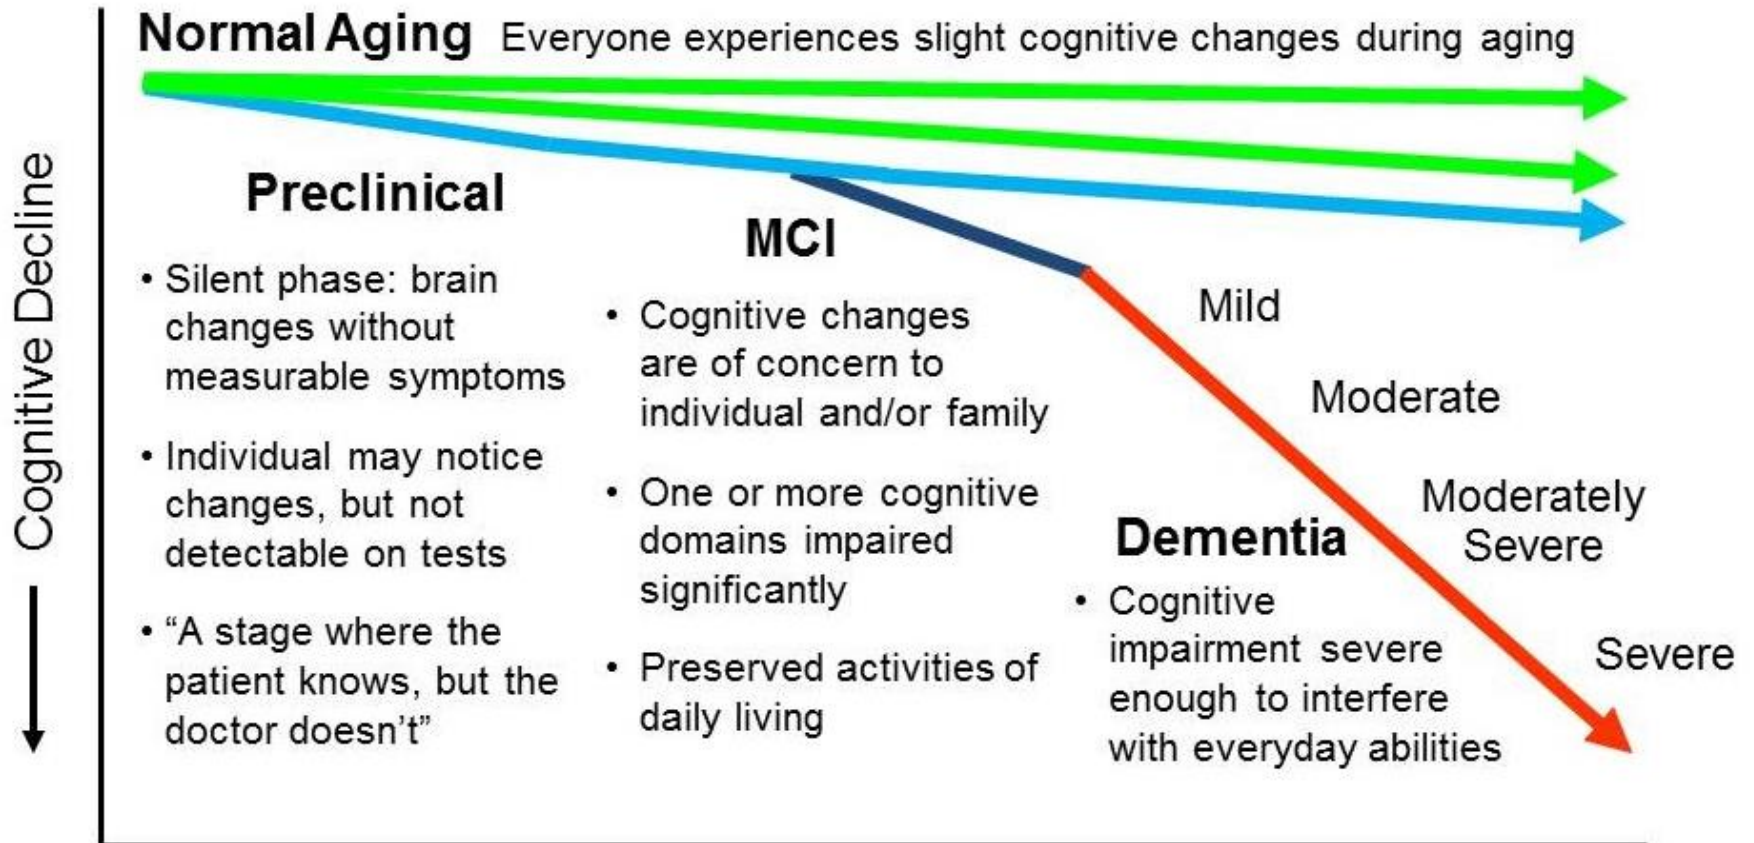 Normal Aging Everyone experiences slight cognitive changes during aging
Cognitive Decline
Preclinical
• Silent phase: brain
changes without
measurable symptoms
• Individual may notice
changes, but not
detectable on tests
• “A stage where the
patient knows, but the
doctor doesn’t”
MCI
• Cognitive changes
are of concern to
individual and/or family
• One or more cognitive
domains impaired
significantly
• Preserved activities of
daily living
Dementia
• Cognitive
impairment severe
enough to interfere
with everyday abilities
Mild
Moderate
Moderately
Severe
Severe